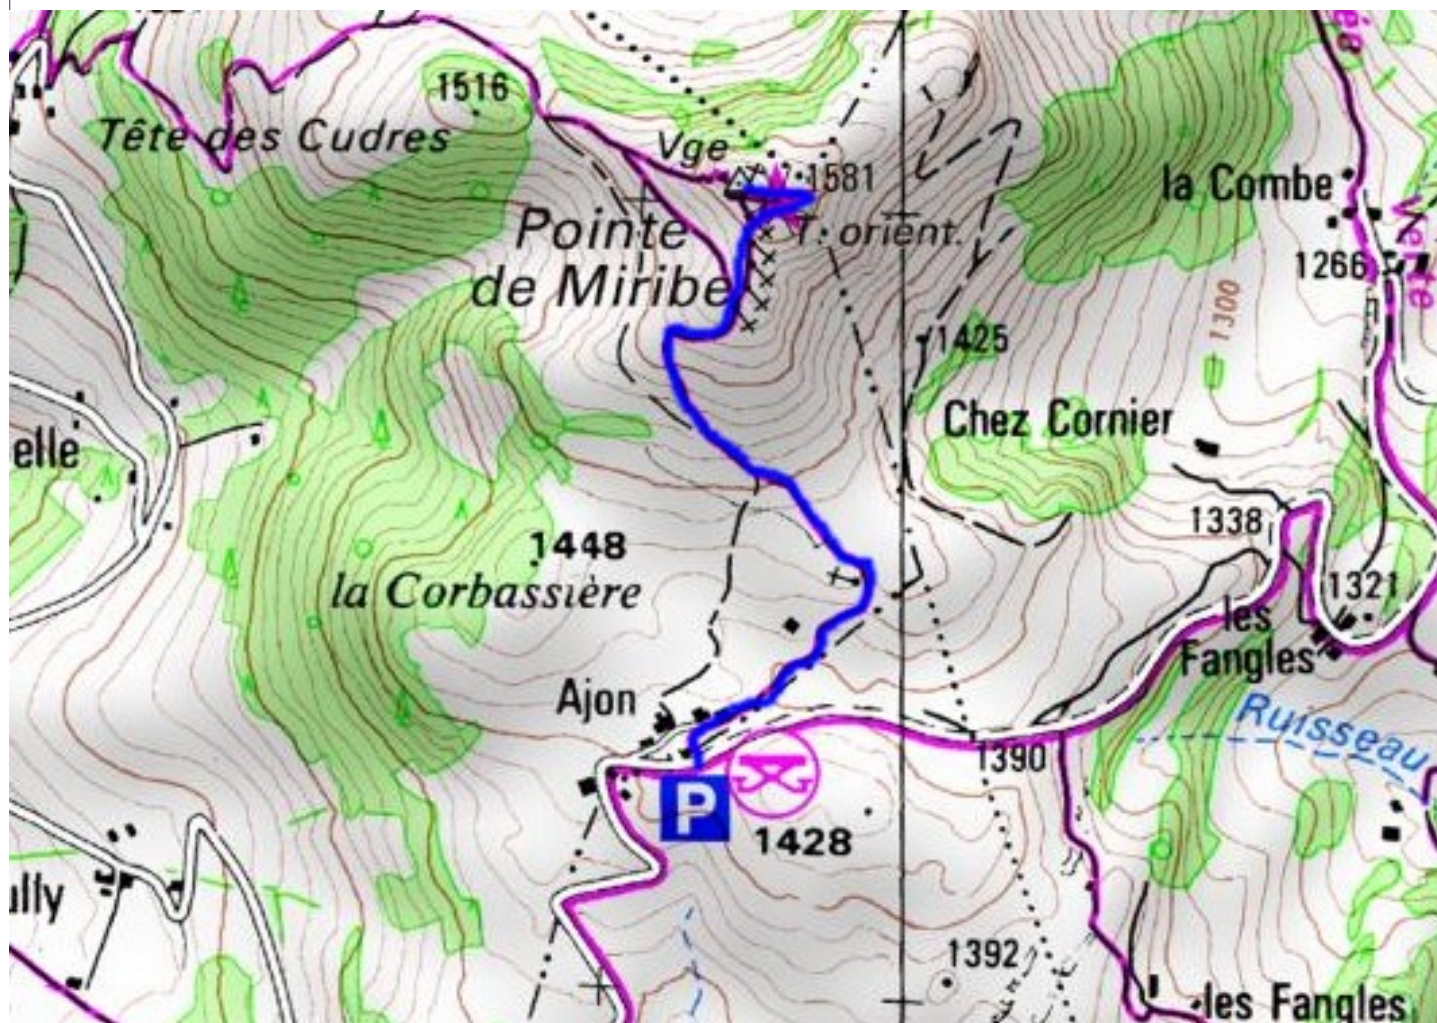 1516
Tête des Cudres
Vge
1581
la Combe
Pointe
T. orient.
de Miribel
1266
1300
1425
Chez Cornier
elle
1338
1448
la Corbassière
1321
les
Fangles
Ajon
Ruisseau
1390
P
1428
ully
1392
les Fangles